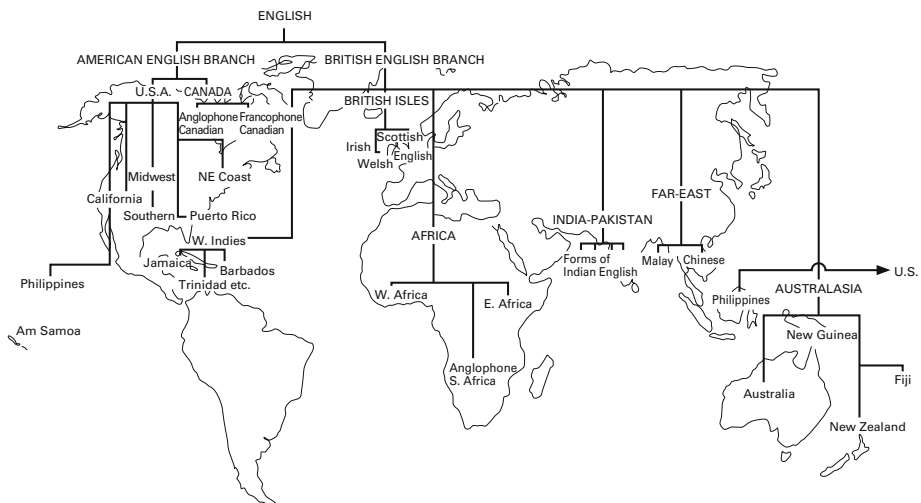 ENGLISH
AMERICAN ENGLISH BRANCH
BRITISH ENGLISH BRANCH
U.S.A.
CANADA
BRITISH ISLES
Anglophone
Canadian
Francophone
Canadian
Scottish
Irish
English
Welsh
Midwest
NE Coast
California
FAR-EAST
Southern
Puerto Rico
INDIA-PAKISTAN
W. Indies
AFRICA
Jamaica
Barbados
Trinidad etc.
Forms of
Indian English
Malay
Chinese
Philippines
U.S.
W. Africa
E. Africa
Philippines
AUSTRALASIA
Am Samoa
New Guinea
Anglophone
S. Africa
Fiji
Australia
New Zealand